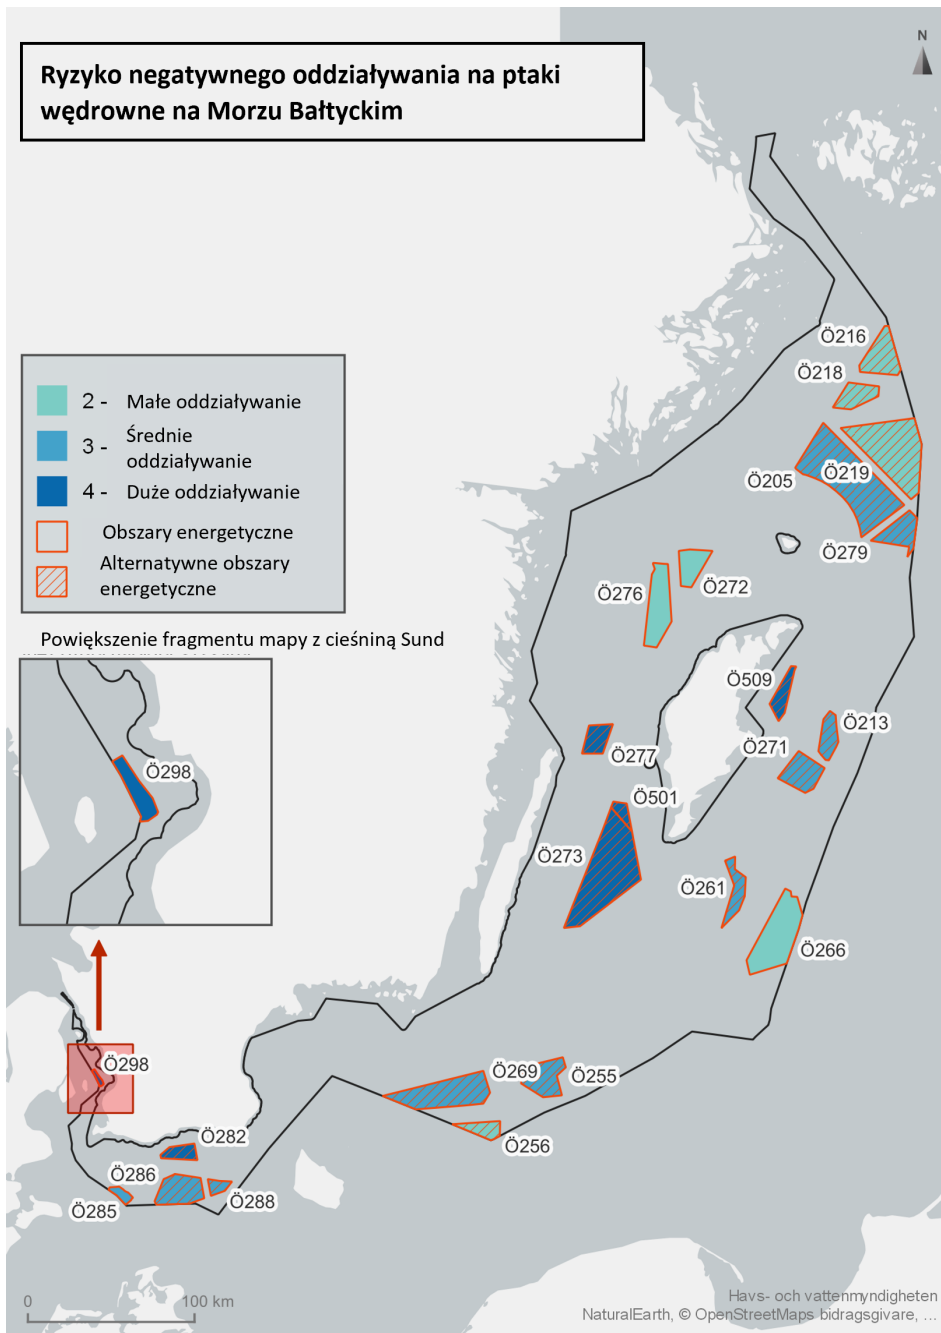 N
Ryzyko negatywnego oddziaływania na ptaki
wędrowne na Morzu Bałtyckim
Ö216
Ö218
Ö219
Ö205
Ö279
2 - Małe oddziaływanie
3 - Średnie
oddziaływanie
4 - Duże oddziaływanie
Obszary energetyczne
Alternatywne obszary
energetyczne
Ö276
Ö272
Powiększenie fragmentu mapy z cieśniną Sund
Ö509
Ö213
Ö271
Ö277
Ö298
Ö501
Ö273
Ö261
Ö266
Ö298
Ö269
Ö255
Ö282
Ö256
Ö286
Ö285
Ö288
0 100 km
Havs- och vattenmyndigheten
NaturalEarth, © OpenStreetMaps bidragsgivare, ...